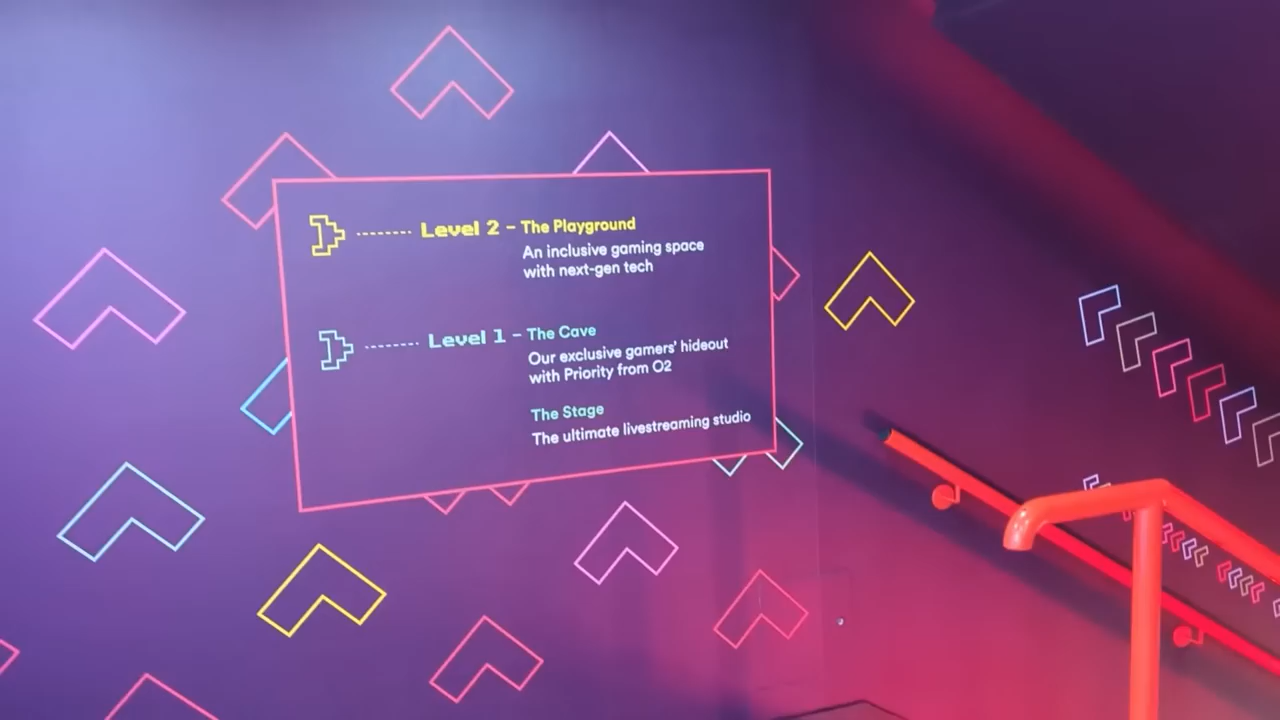 Level 2 – The Playground
An inclusive gaming space
with next-gen tech
Level 1 – The Cave
Our exclusive gamers' hideout
with Priority from O2
The Stage
The ultimate livestreaming studio